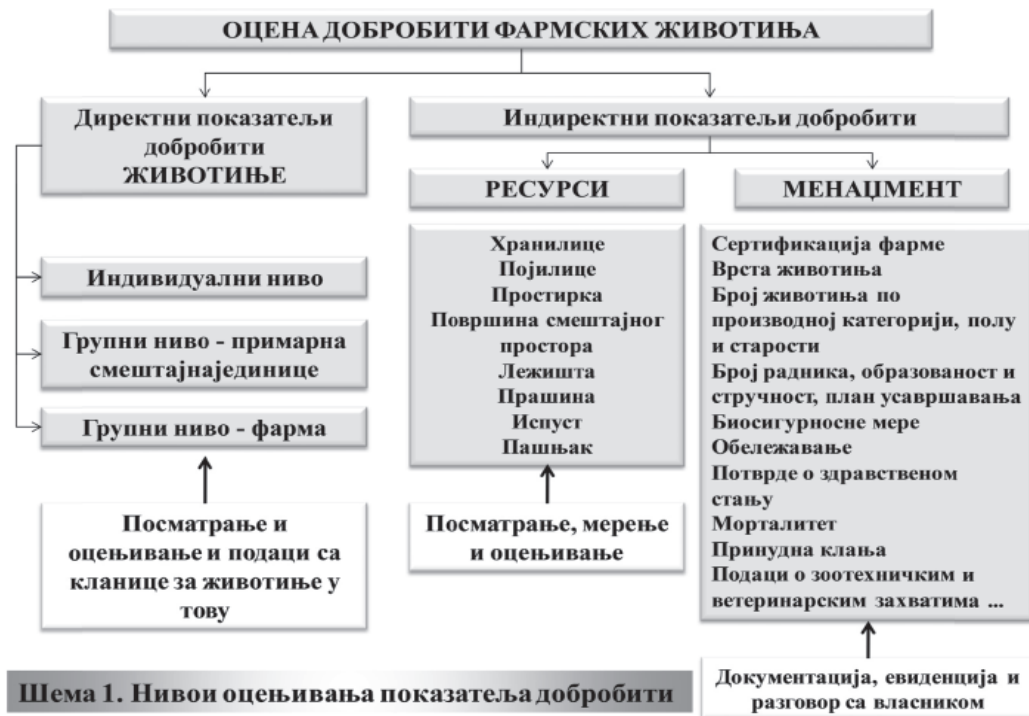 ОЦЕНА ДОБРОБИТИ ФАРМСКИХ ЖИВОТИЊА
Директни показатељи
добробити
ЖИВОТИЊЕ
Индивидуални ниво
Групни ниво - примарна
смештајнајединице
Групни ниво - фарма
Посматрање и
оцењивање и подаци са
кланице за животиње у
тову
Индиректни показатељи добробити
РЕСУРСИ
Хранилице
Појилице
Простирка
Површина смештајног
простора
Лежишта
Прашина
Испуст
Пашњак
Посматрање, мерење
и оцењивање
МЕНАЏМЕНТ
Сертификација фарме
Врста животиња
Број животиња по
производној категорији, полу
и старости
Број радника, образованост и
стручност, план усавршавања
Биосигурносне мере
Обележавање
Потврде о здравственом
стању
Морталитет
Принудна клања
Подаци о зоотехничким и
ветеринарским захватима ...
Документација, евиденција и
разговор са власником
Шема 1. Нивои оцењивања показатеља добробити